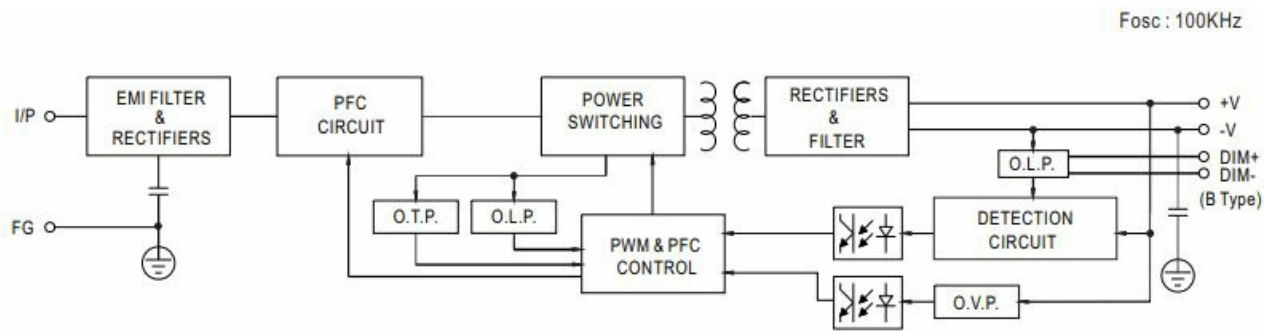 Fosc : 100KHz
I/P
EMI FILTER
&
RECTIFIERS
PFC
CIRCUIT
POWER
SWITCHING
RECTIFIERS
&
FILTER
+V
-V
DIM+
DIM-
(B Type)
O.L.P.
FG
O.T.P.
O.L.P.
PWM & PFC
CONTROL
DETECTION
CIRCUIT
O.V.P.